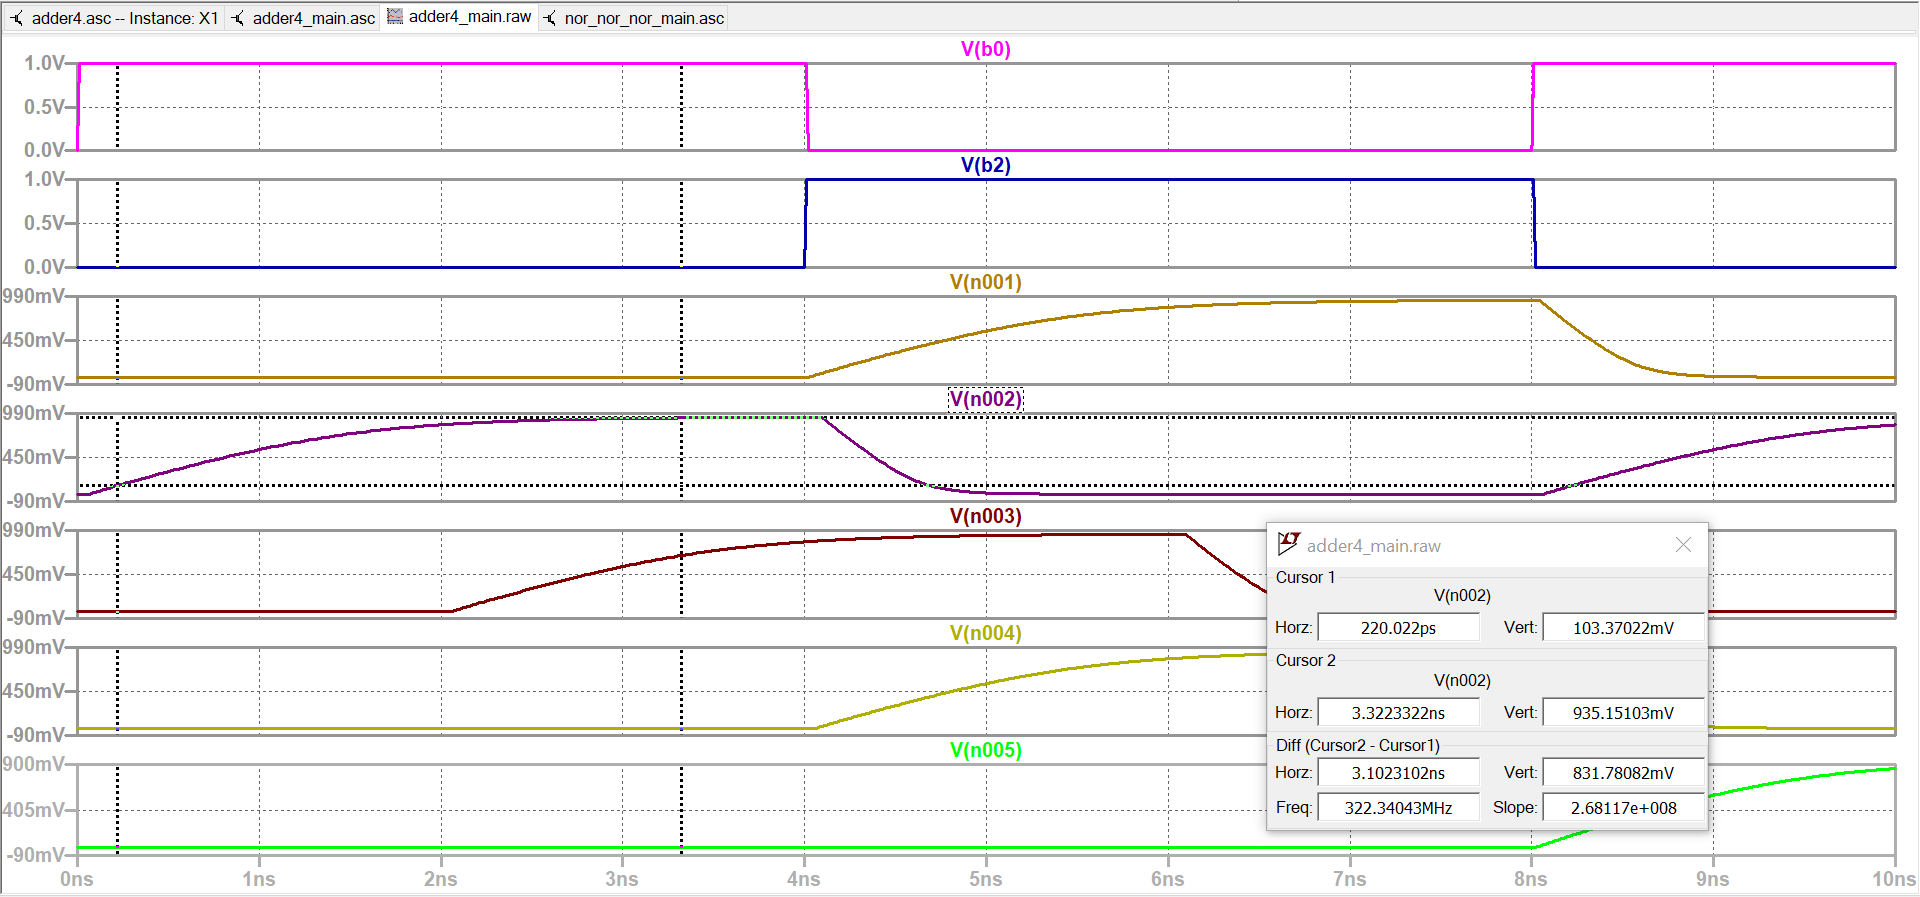 adder4.asc -- Instance: X1 adder4_main.asc adder4_main.raw nor_nor_nor_main.asc
V(b0)
1.0V
0.5V
0.0V
V(b2)
1.0V
0.5V
0.0V
V(n001)
990mV
450mV
-90mV
V(n002)
990mV
450mV
-90mV
V(n003)
990mV
450mV
-90mV
V(n004)
990mV
450mV
-90mV
V(n005)
900mV
405mV
-90mV
0ns 1ns 2ns 3ns 4ns 5ns 6ns 7ns 8ns 9ns 10ns
adder4_main.raw
Cursor 1
V(n002)
Horz: 220.022ps Vert: 103.37022mV
Cursor 2
V(n002)
Horz: 3.3223322ns Vert: 935.15103mV
Diff (Cursor2 - Cursor1)
Horz: 3.1023102ns Vert: 831.78082mV
Freq: 322.34043MHz Slope: 2.68117e+008